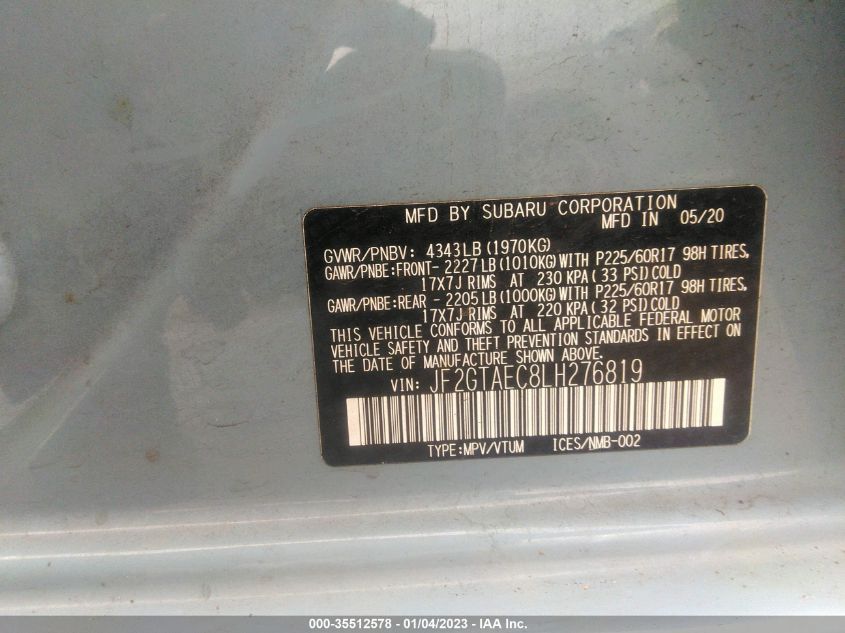 MFD BY SUBARU CORPORATION
MFD IN 05/20
GVWR/PNBV: 4343LB (1970KG)
GAWR/PNBE:FRONT- 2227LB (1010KG) WITH P225/60R17 98H TIRES,
17X7J RIMS AT 230 KPA ( 33 PSI) COLD
GAWR/PNBE:REAR - 2205LB (1000KG) WITH P225/60R17 98H TIRES,
17X7J RIMS AT 220 KPA ( 32 PSI) COLD
THIS VEHICLE CONFORMS TO ALL APPLICABLE FEDERAL MOTOR
VEHICLE SAFETY AND THEFT PREVENTION STANDARDS IN EFFECT ON
THE DATE OF MANUFACTURE SHOWN ABOVE.
VIN: JF2GTAEC8LH276819
TYPE:MPV/VTUM ICES/NMB-002
000-35512578 - 01/04/2023 - IAA Inc.